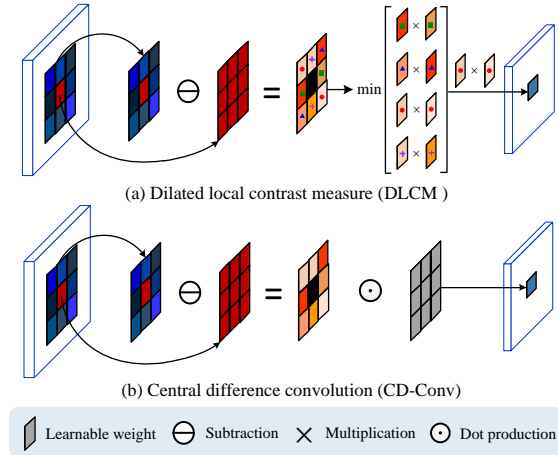 min
(a) Dilated local contrast measure (DLCM )
(b) Central difference convolution (CD-Conv)
Learnable weight Subtraction Multiplication Dot production